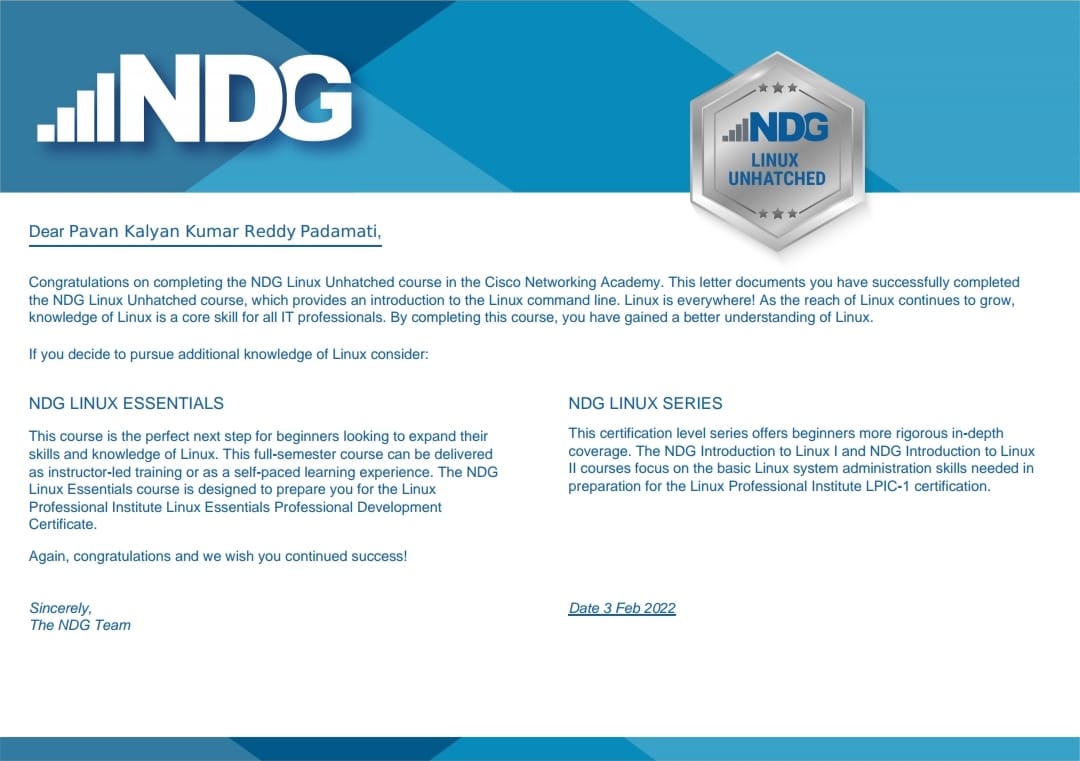 NDG
NDG
LINUX
UNHATCHED
Dear Pavan Kalyan Kumar Reddy Padamati,
Congratulations on completing the NDG Linux Unhatched course in the Cisco Networking Academy. This letter documents you have successfully completed
the NDG Linux Unhatched course, which provides an introduction to the Linux command line. Linux is everywhere! As the reach of Linux continues to grow,
knowledge of Linux is a core skill for all IT professionals. By completing this course, you have gained a better understanding of Linux.
If you decide to pursue additional knowledge of Linux consider:
NDG LINUX ESSENTIALS
This course is the perfect next step for beginners looking to expand their
skills and knowledge of Linux. This full-semester course can be delivered
as instructor-led training or as a self-paced learning experience. The NDG
Linux Essentials course is designed to prepare you for the Linux
Professional Institute Linux Essentials Professional Development
Certificate.
Again, congratulations and we wish you continued success!
NDG LINUX SERIES
This certification level series offers beginners more rigorous in-depth
coverage. The NDG Introduction to Linux I and NDG Introduction to Linux
II courses focus on the basic Linux system administration skills needed in
preparation for the Linux Professional Institute LPIC-1 certification.
Sincerely,
The NDG Team
Date 3 Feb 2022